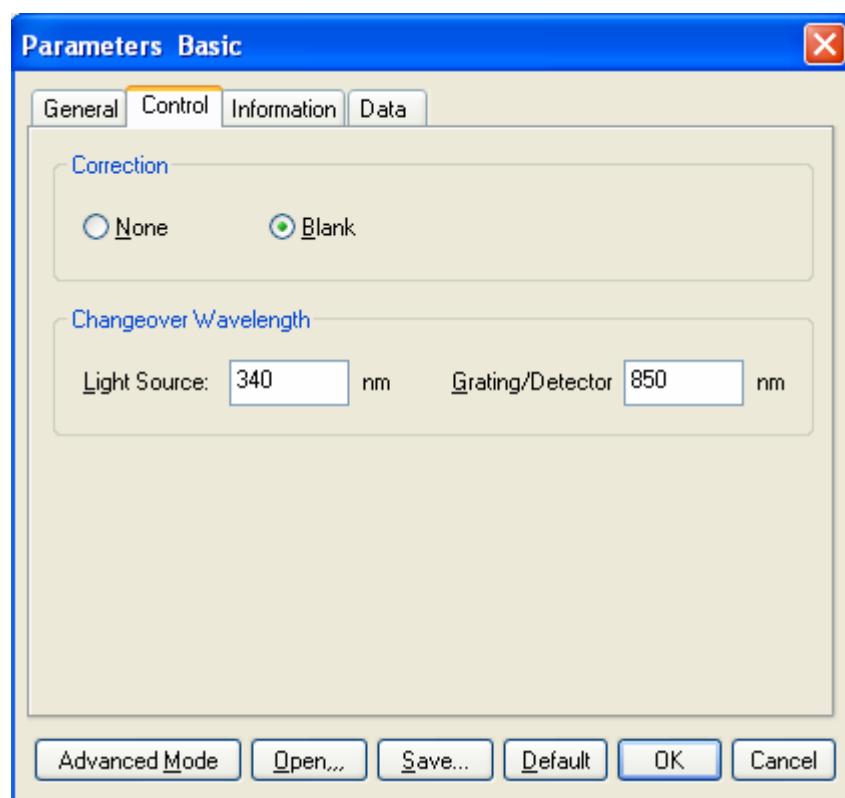 Parameters Basic
General Control Information Data
Correction
None Blank
Changeover Wavelength
Light Source: 340 nm Grating/Detector 850 nm
Advanced Mode Open,,, Save... Default OK Cancel